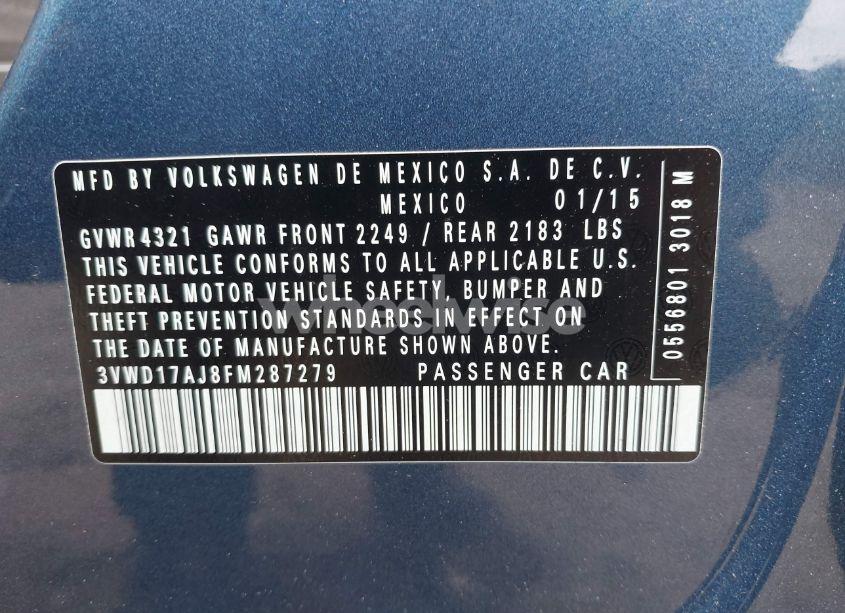 MFD BY VOLKSWAGEN DE MEXICO S.A. DE C.V.
MEXICO 01/15
GVWR 4321 GAWR FRONT 2249 / REAR 2183 LBS
THIS VEHICLE CONFORMS TO ALL APPLICABLE U.S.
FEDERAL MOTOR VEHICLE SAFETY, BUMPER AND
THEFT PREVENTION STANDARDS IN EFFECT ON
THE DATE OF MANUFACTURE SHOWN ABOVE.
3VWD17AJ8FM287279 PASSENGER CAR
0556801 3018 M
wheelwise